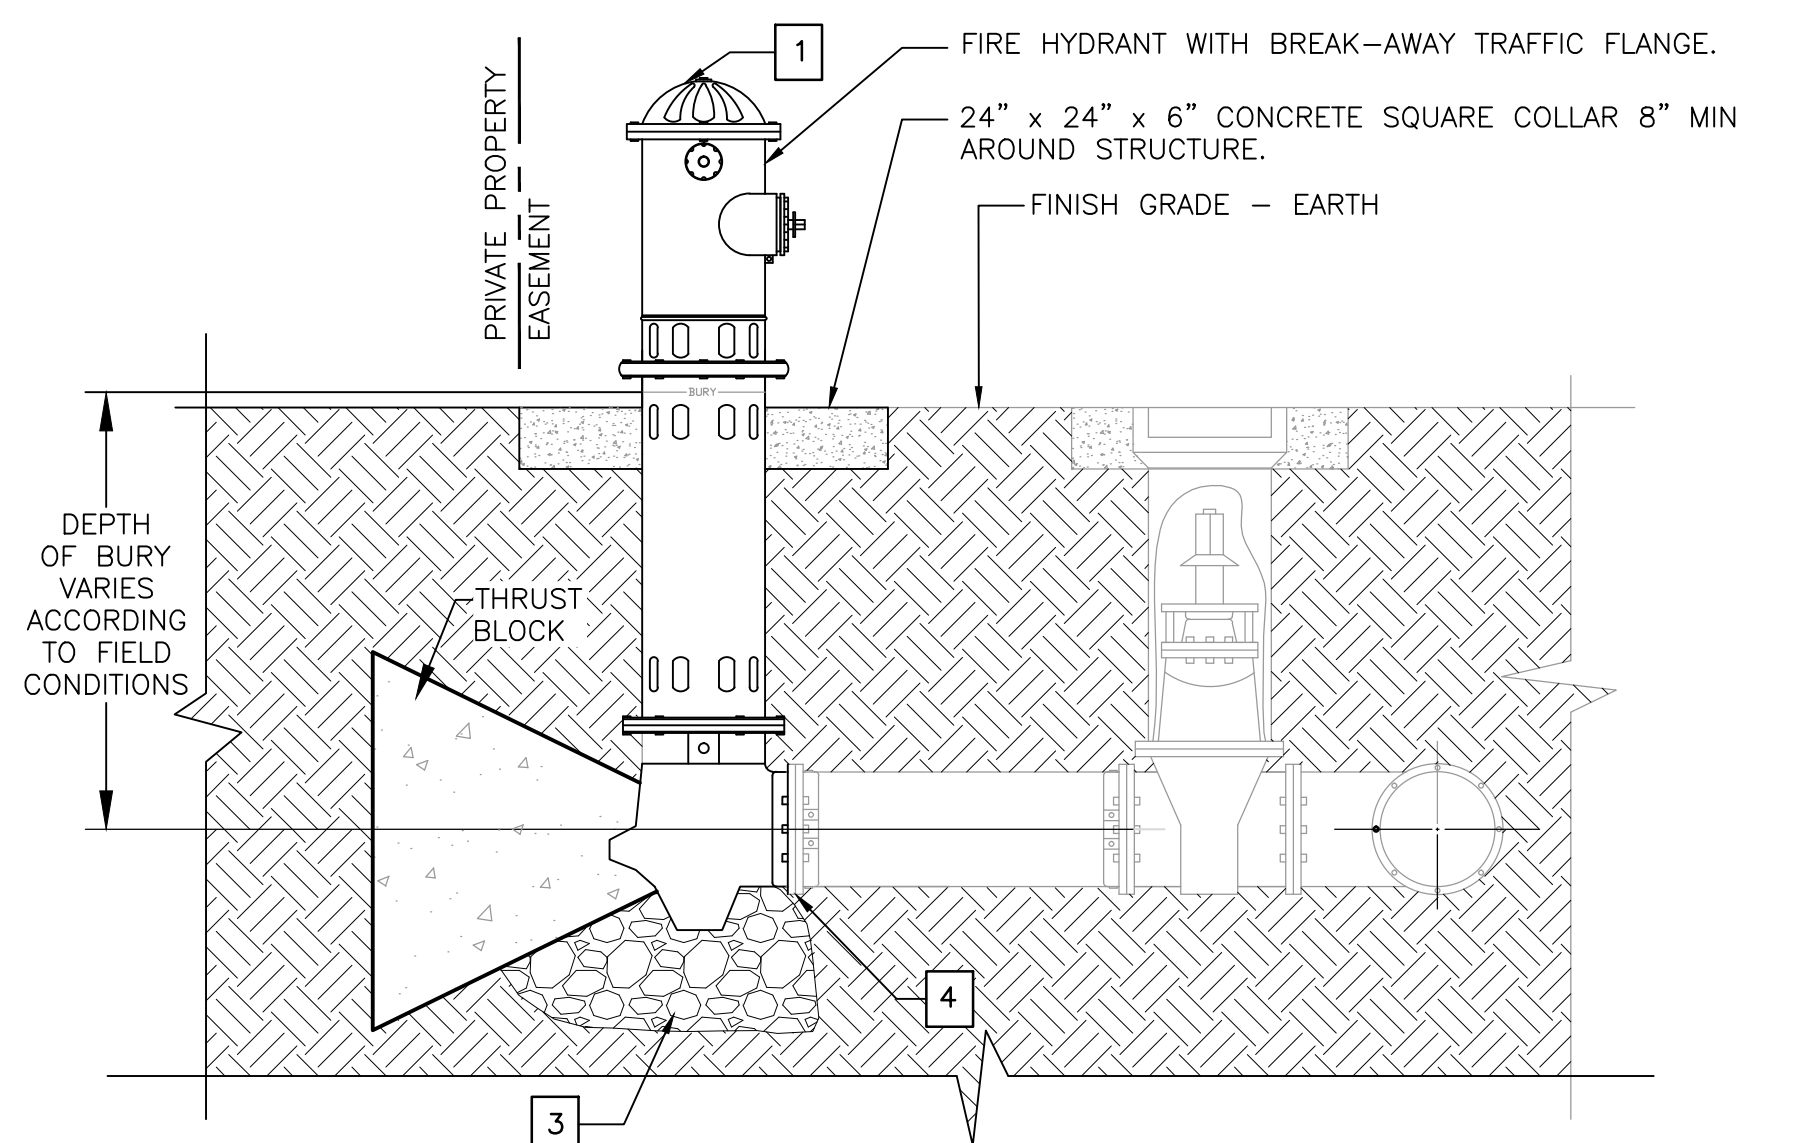 1
FIRE HYDRANT WITH BREAK-AWAY TRAFFIC FLANGE.
24" x 24" x 6" CONCRETE SQUARE COLLAR 8" MIN
AROUND STRUCTURE.
FINISH GRADE - EARTH
PRIVATE PROPERTY
EASEMENT
BURY
DEPTH
OF BURY
VARIES
ACCORDING
TO FIELD
CONDITIONS
THRUST
BLOCK
4
3